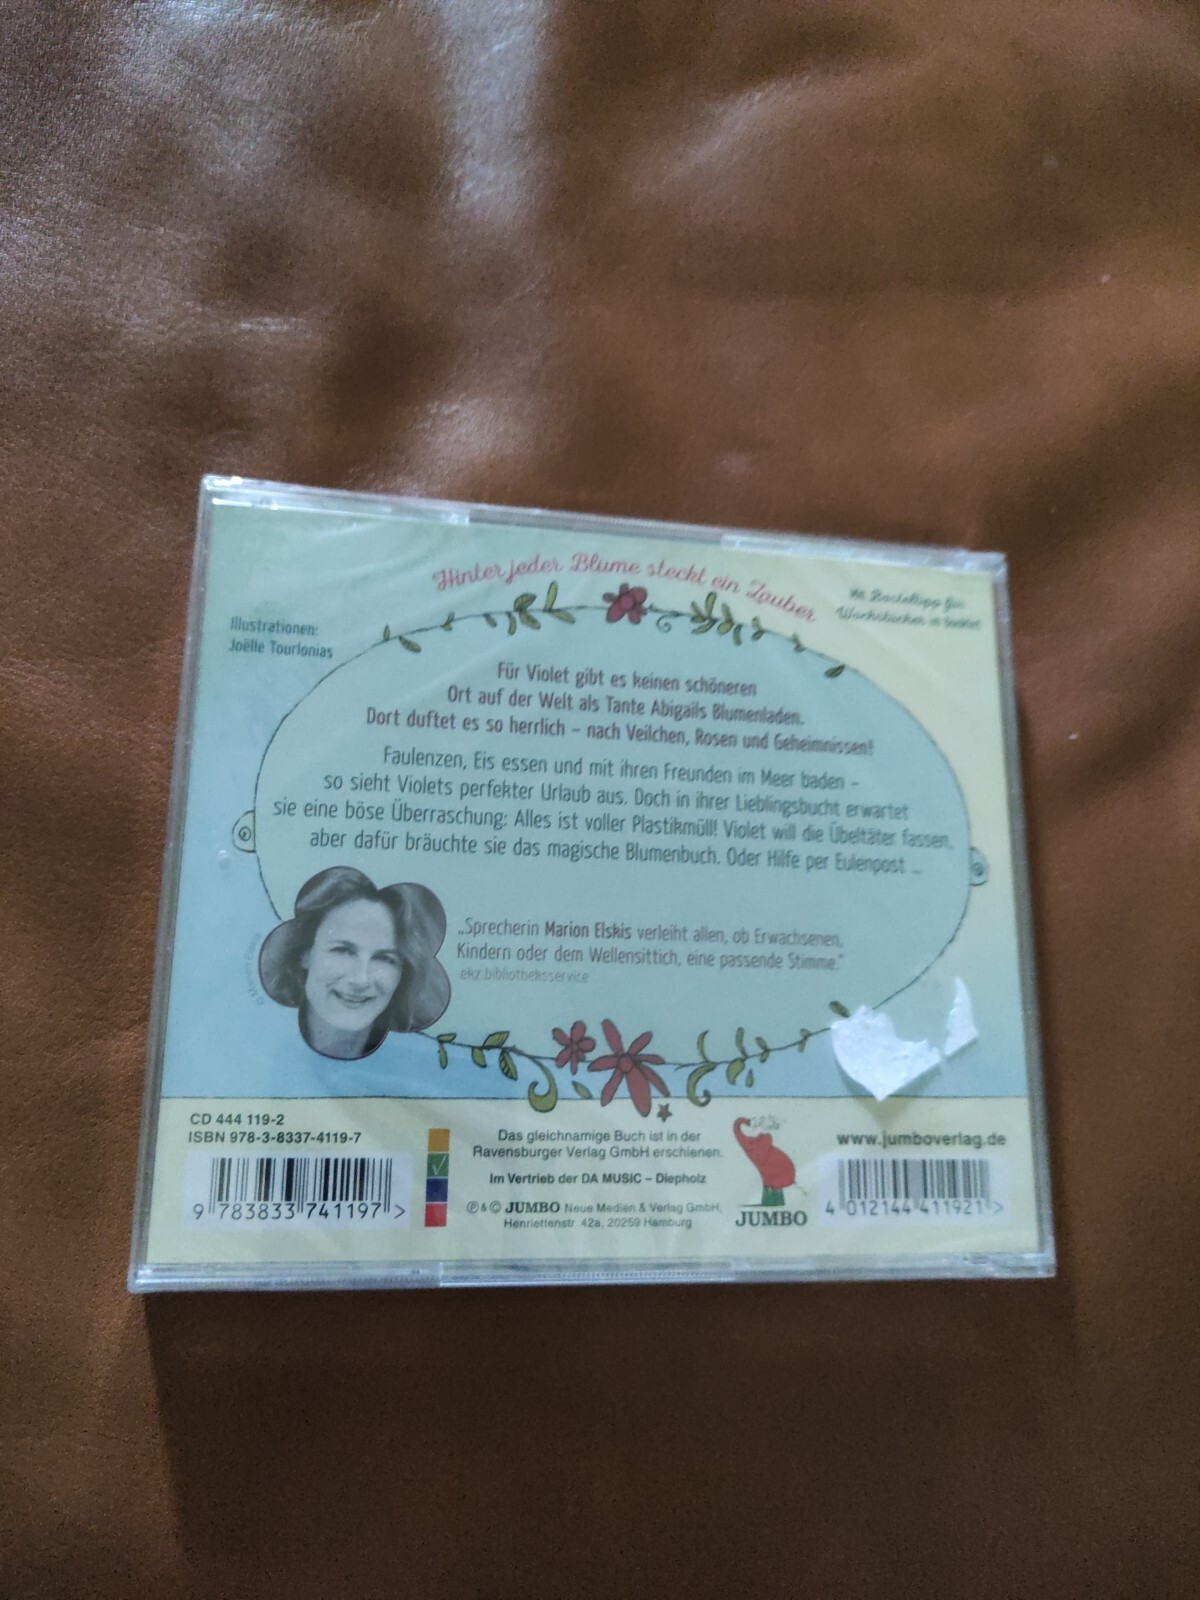 Hinter jeder Blume steckt ein Zauber
Mit Basteltipp für
Wachstücher im Booklet
Illustrationen:
Joëlle Tourlonias
Für Violet gibt es keinen schöneren
Ort auf der Welt als Tante Abigails Blumenladen.
Dort duftet es so herrlich – nach Veilchen, Rosen und Geheimnissen!
Faulenzen, Eis essen und mit ihren Freunden im Meer baden –
so sieht Violets perfekter Urlaub aus. Doch in ihrer Lieblingsbucht erwartet
sie eine böse Überraschung: Alles ist voller Plastikmüll! Violet will die Übeltäter fassen,
aber dafür bräuchte sie das magische Blumenbuch. Oder Hilfe per Eulenpost ...
„Sprecherin Marion Elskis verleiht allen, ob Erwachsenen,
Kindern oder dem Wellensittich, eine passende Stimme."
ekz.bibliotheksservice
CD 444 119-2
ISBN 978-3-8337-4119-7
9 783833 741197 >
Das gleichnamige Buch ist in der
Ravensburger Verlag GmbH erschienen.
Im Vertrieb der DA MUSIC – Diepholz
℗ & © JUMBO Neue Medien & Verlag GmbH,
Henriettenstr. 42a, 20259 Hamburg
JUMBO
www.jumboverlag.de
4 012144 411921 >